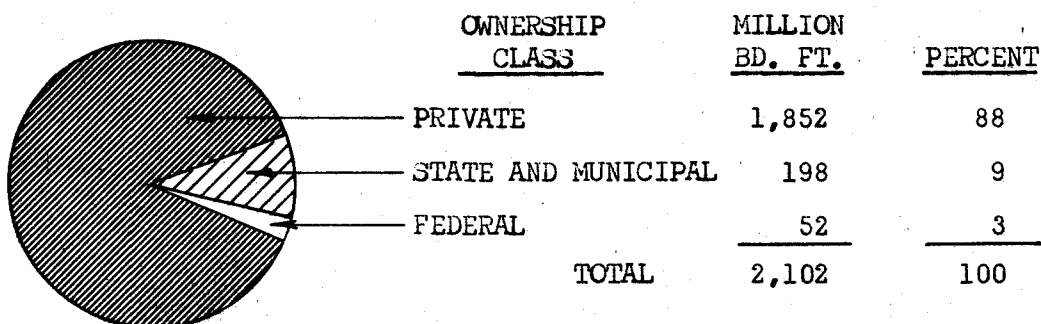 OWNERSHIP CLASS MILLION BD. FT. PERCENT
PRIVATE 1,852 88
STATE AND MUNICIPAL 198 9
FEDERAL 52 3
TOTAL 2,102 100